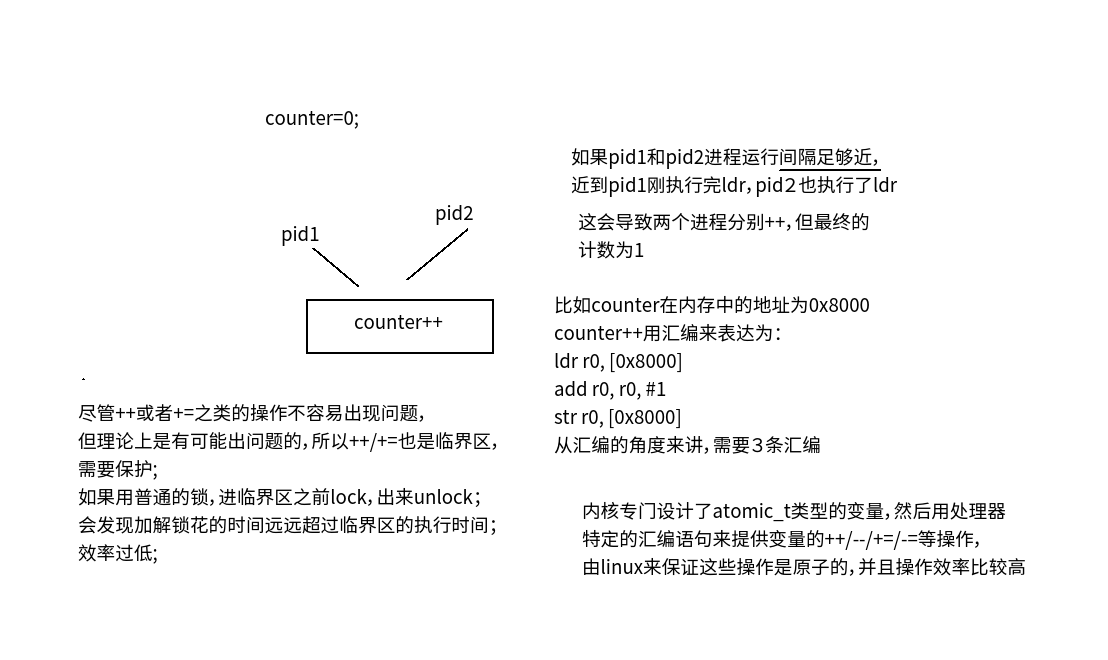 counter=0;
pid1
pid2
counter++
如果pid1和pid2进程运行间隔足够近，
近到pid1刚执行完ldr，pid２也执行了ldr
这会导致两个进程分别++，但最终的
计数为1
比如counter在内存中的地址为0x8000
counter++用汇编来表达为：
ldr r0, [0x8000]
add r0, r0, #1
str r0, [0x8000]
从汇编的角度来讲，需要３条汇编
尽管++或者+=之类的操作不容易出现问题，
但理论上是有可能出问题的，所以++/+=也是临界区，
需要保护;
如果用普通的锁，进临界区之前lock，出来unlock；
会发现加解锁花的时间远远超过临界区的执行时间；
效率过低;
内核专门设计了atomic_t类型的变量，然后用处理器
特定的汇编语句来提供变量的++/--/+=/-=等操作，
由linux来保证这些操作是原子的，并且操作效率比较高